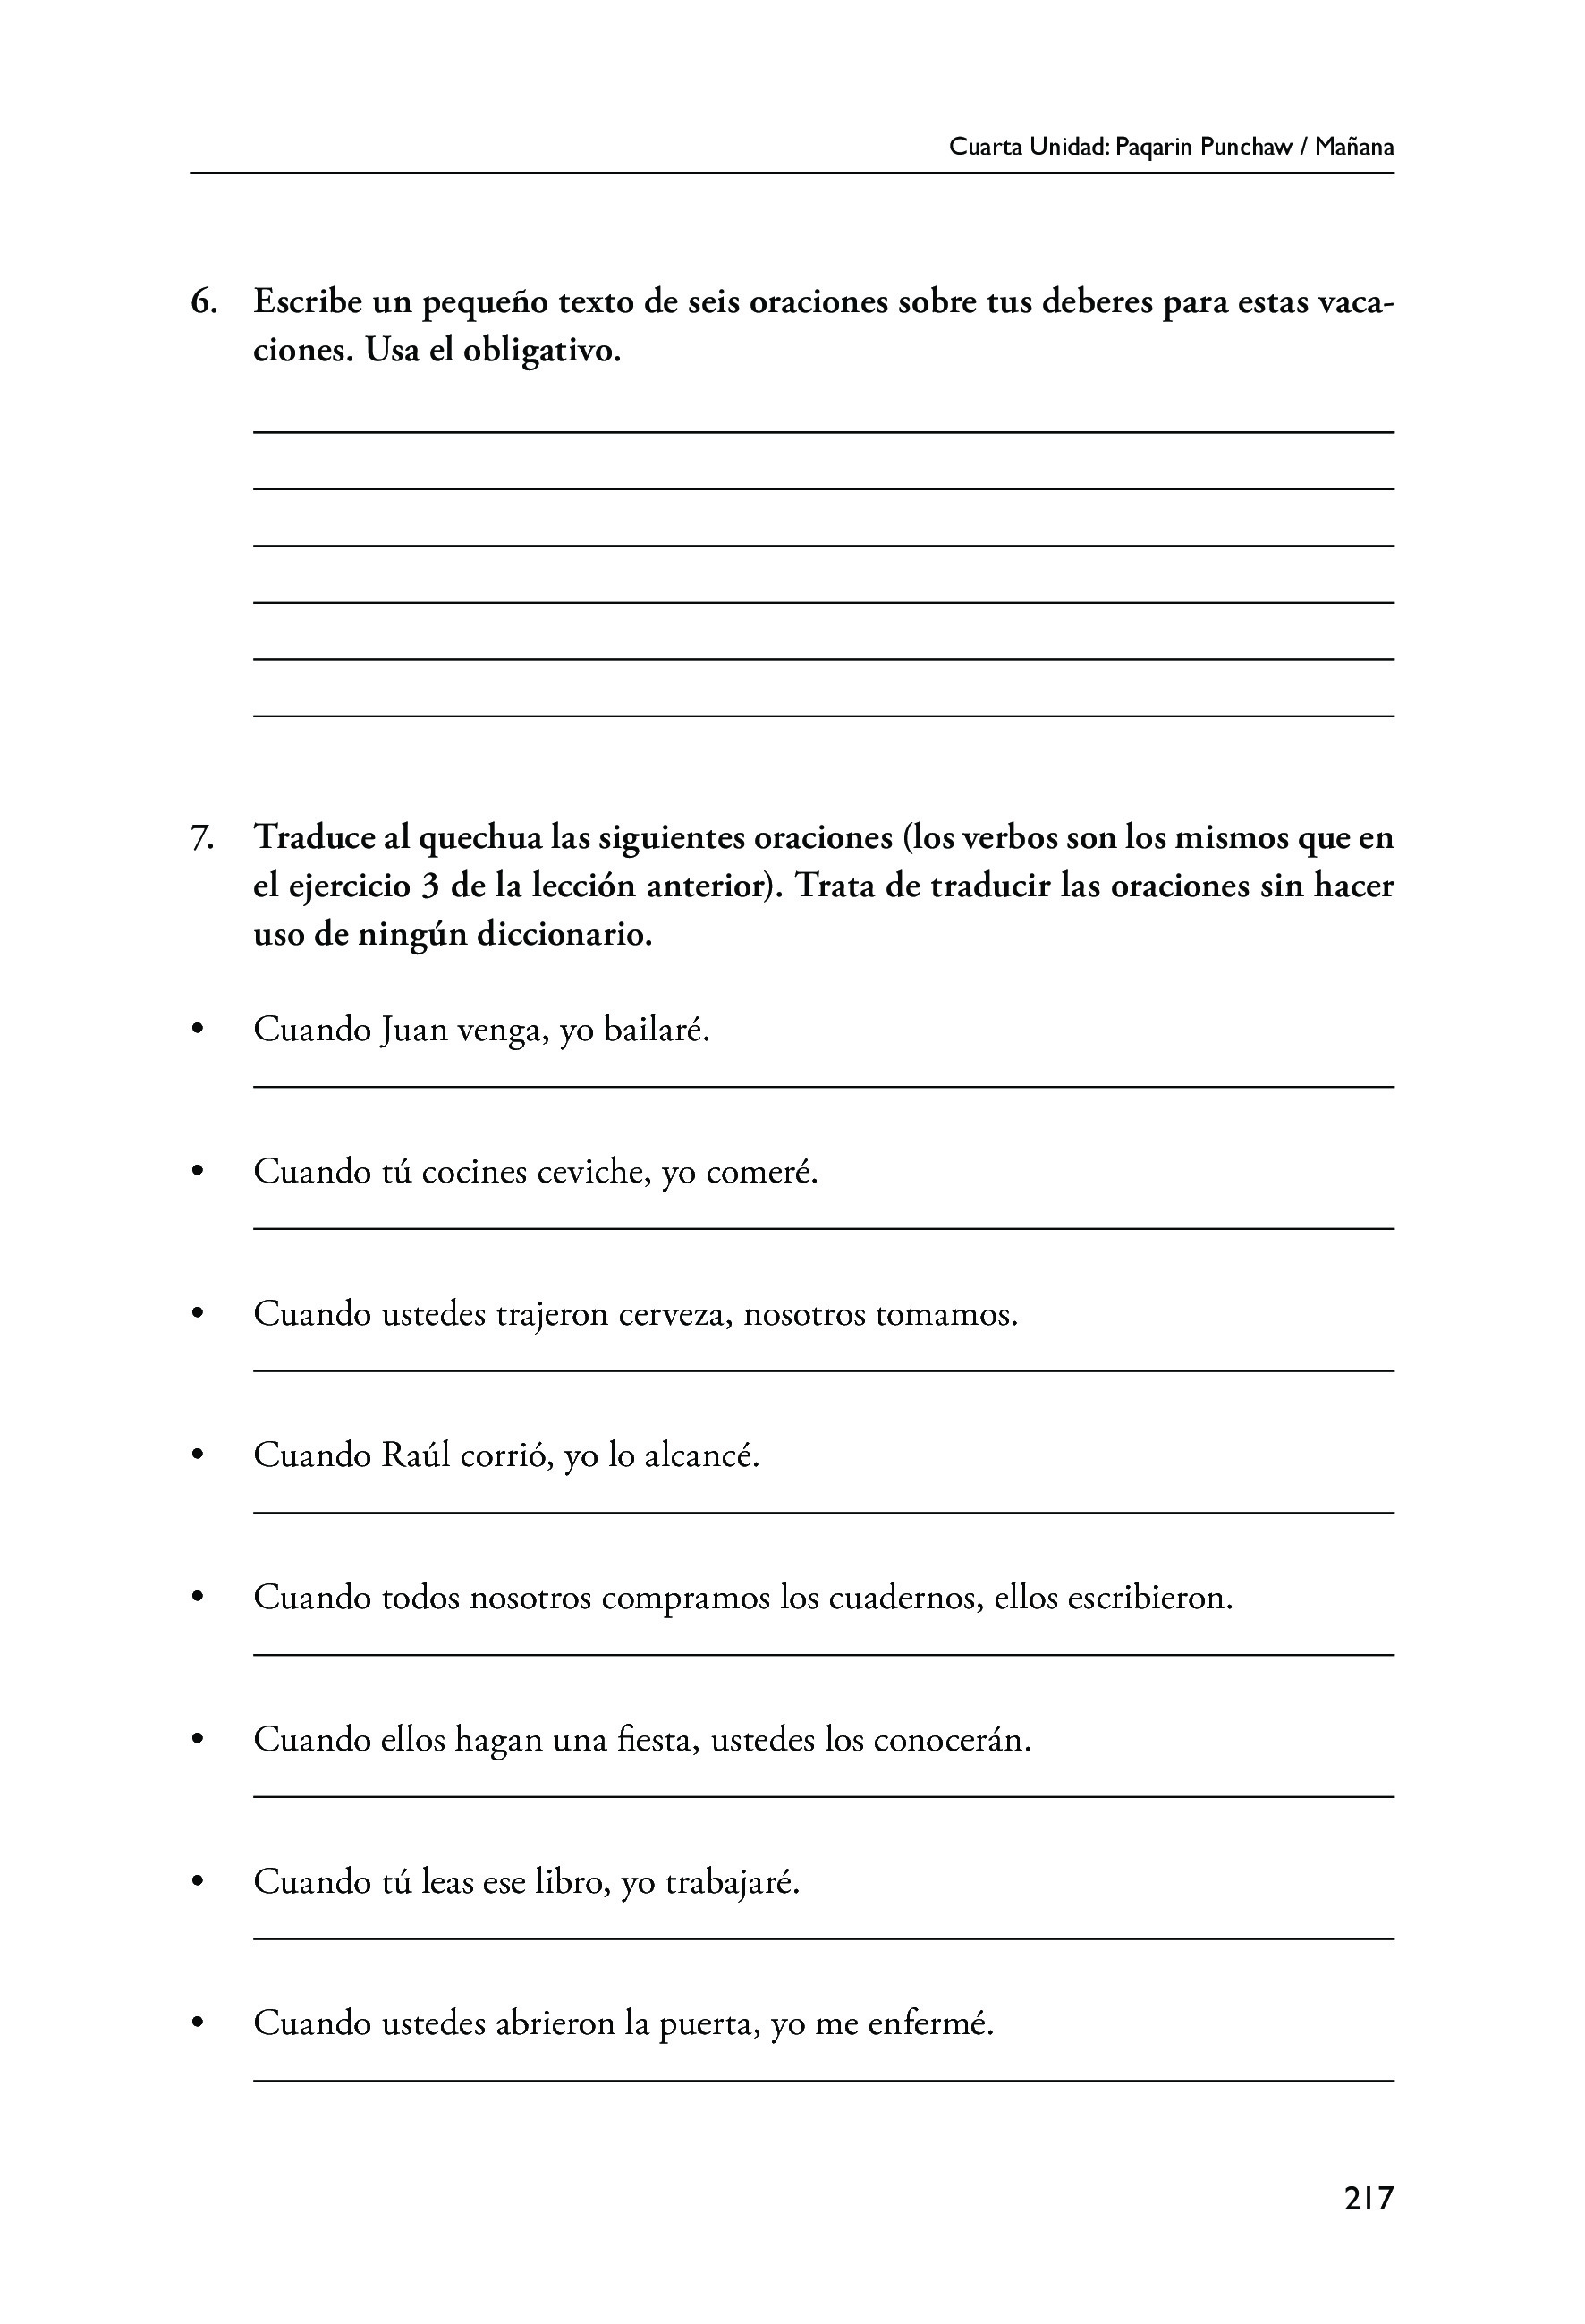 Cuarta Unidad: Paqarin Punchaw / Mañana
6. Escribe un pequeño texto de seis oraciones sobre tus deberes para estas vaca-
ciones. Usa el obligativo.
7. Traduce al quechua las siguientes oraciones (los verbos son los mismos que en
el ejercicio 3 de la lección anterior). Trata de traducir las oraciones sin hacer
uso de ningún diccionario.
• Cuando Juan venga, yo bailaré.
• Cuando tú cocines ceviche, yo comeré.
• Cuando ustedes trajeron cerveza, nosotros tomamos.
• Cuando Raúl corrió, yo lo alcancé.
• Cuando todos nosotros compramos los cuadernos, ellos escribieron.
• Cuando ellos hagan una fiesta, ustedes los conocerán.
• Cuando tú leas ese libro, yo trabajaré.
• Cuando ustedes abrieron la puerta, yo me enfermé.
217